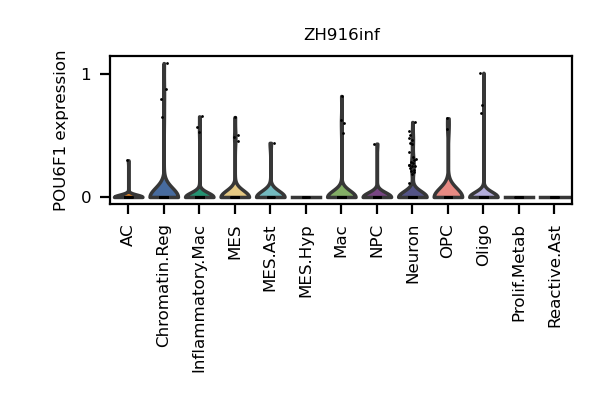 ZH916inf
POU6F1 expression
1
0
AC
Chromatin.Reg
Inflammatory.Mac
MES
MES.Ast
MES.Hyp
Mac
NPC
Neuron
OPC
Oligo
Prolif.Metab
Reactive.Ast